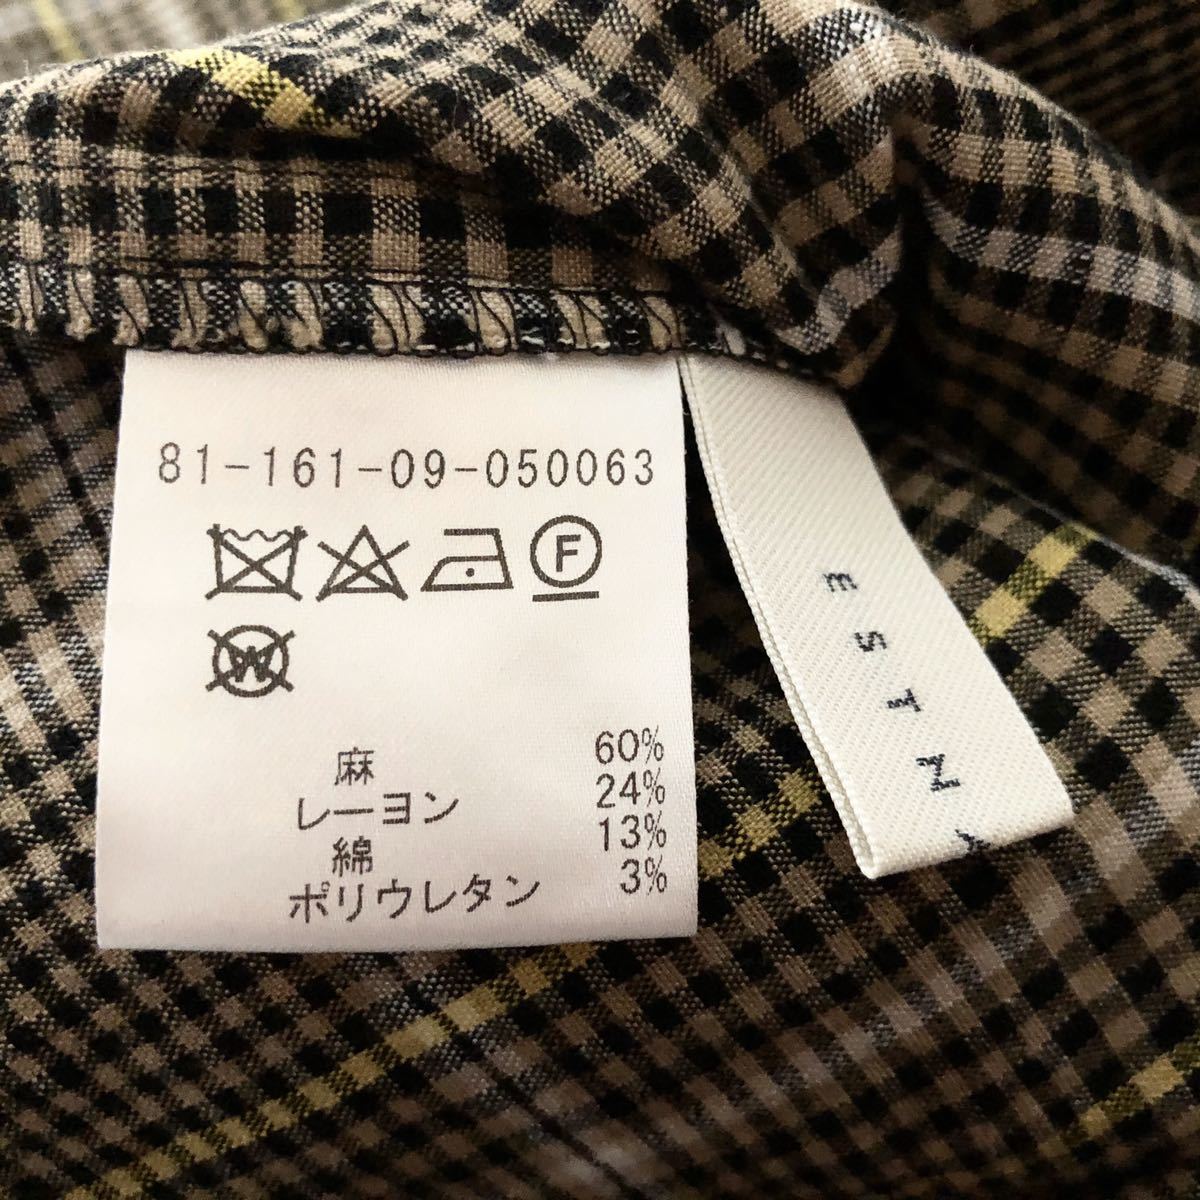 81-161-09-050063
F
W
麻 60%
レーヨン 24%
綿 13%
ポリウレタン 3%
ESTN